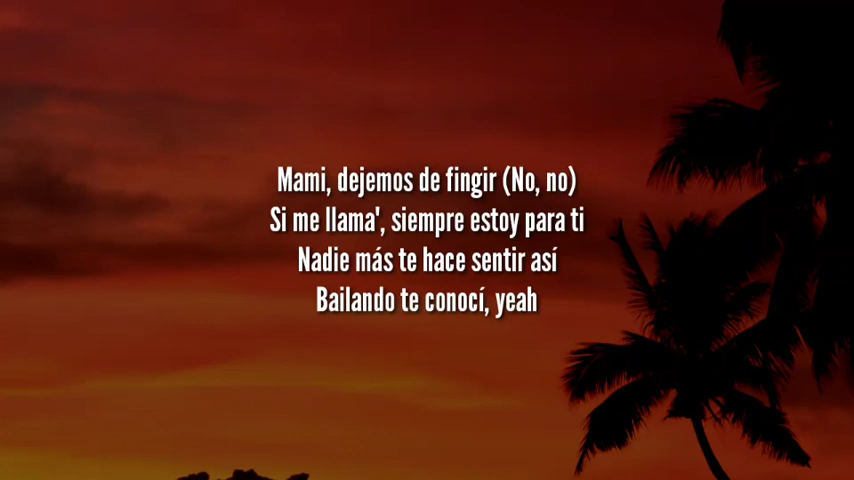 Mami, dejemos de fingir (No, no)
Si me llama', siempre estoy para ti
Nadie más te hace sentir así
Bailando te conocí, yeah